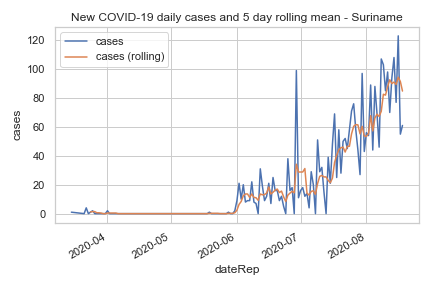 New COVID-19 daily cases and 5 day rolling mean - Suriname
cases
cases (rolling)
120
100
80
60
40
20
0
cases
2020-04
2020-05
2020-06
2020-07
2020-08
dateRep